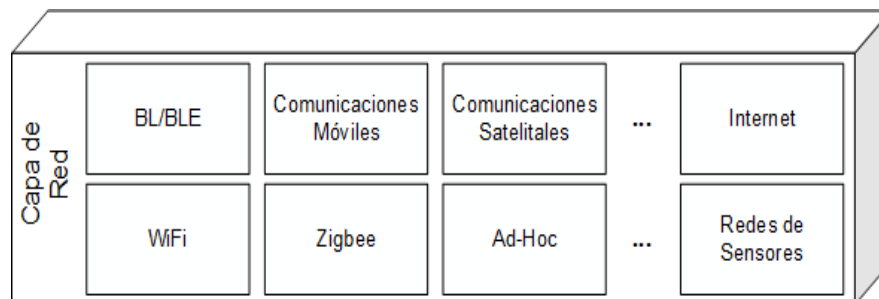 Capa de
Red
BL/BLE
Comunicaciones
Móviles
Comunicaciones
Satelitales
...
Internet
WiFi
Zigbee
Ad-Hoc
...
Redes de
Sensores